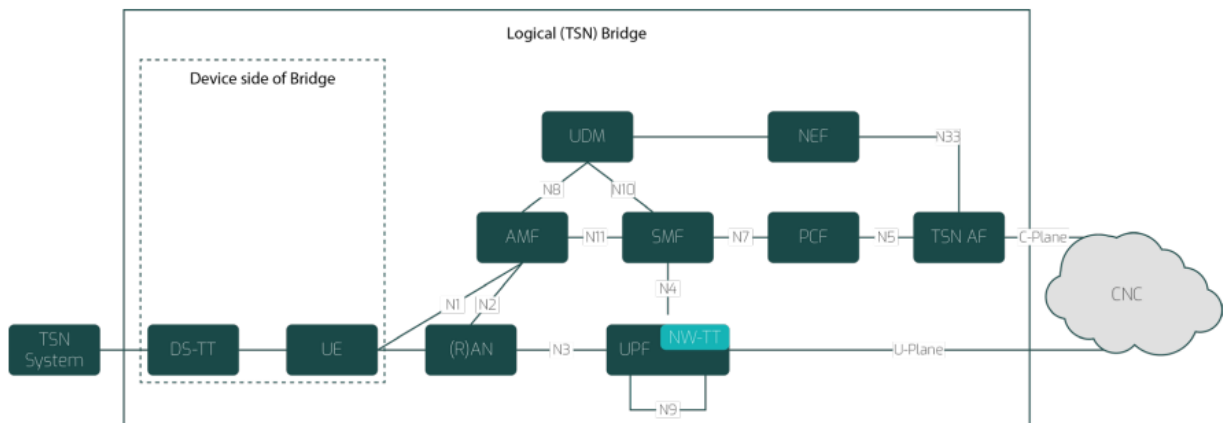 Logical (TSN) Bridge
Device side of Bridge
UDM
NEF
N33
N8
N10
AMF
N11
SMF
N7
PCF
N5
TSN AF
C-Plane
CNC
N1
N2
N4
TSN
System
DS-TT
UE
(R)AN
N3
UPF
NW-TT
U-Plane
N9